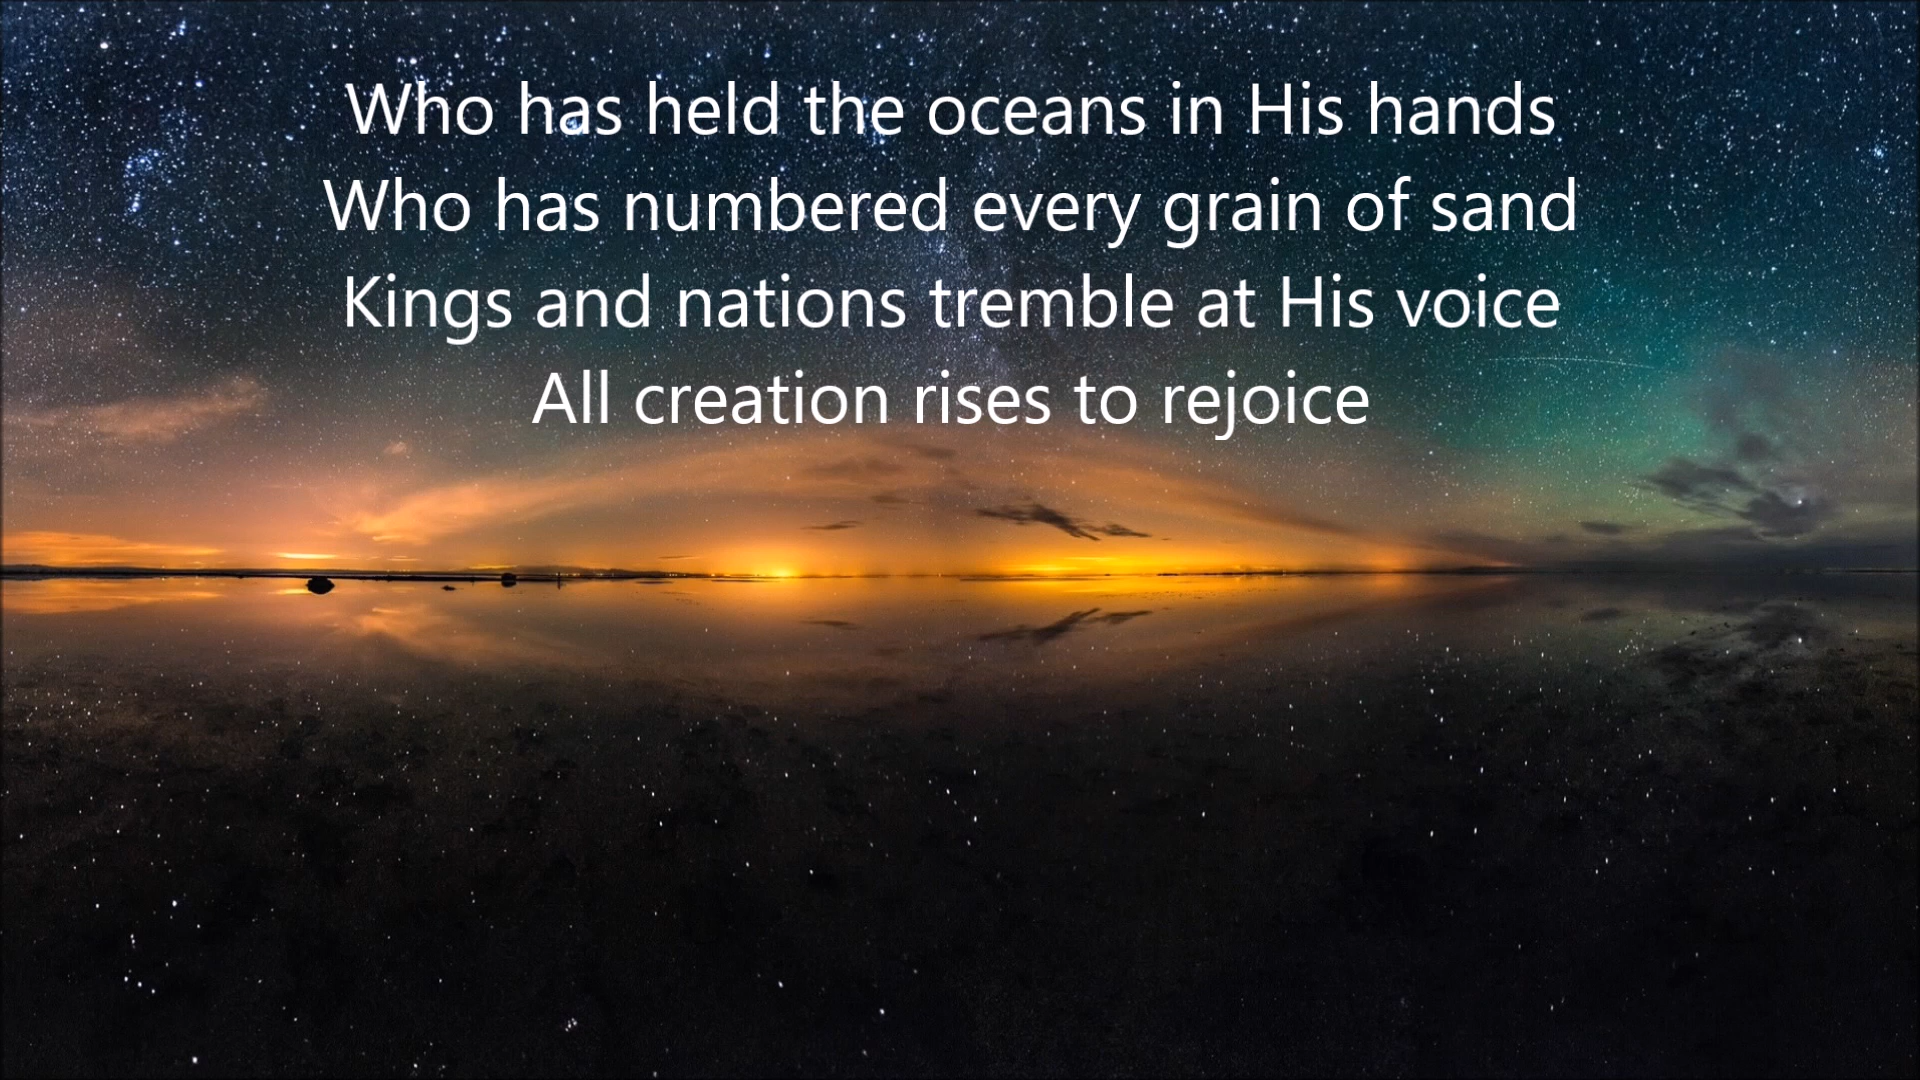 Who has held the oceans in His hands
Who has numbered every grain of sand
Kings and nations tremble at His voice
All creation rises to rejoice